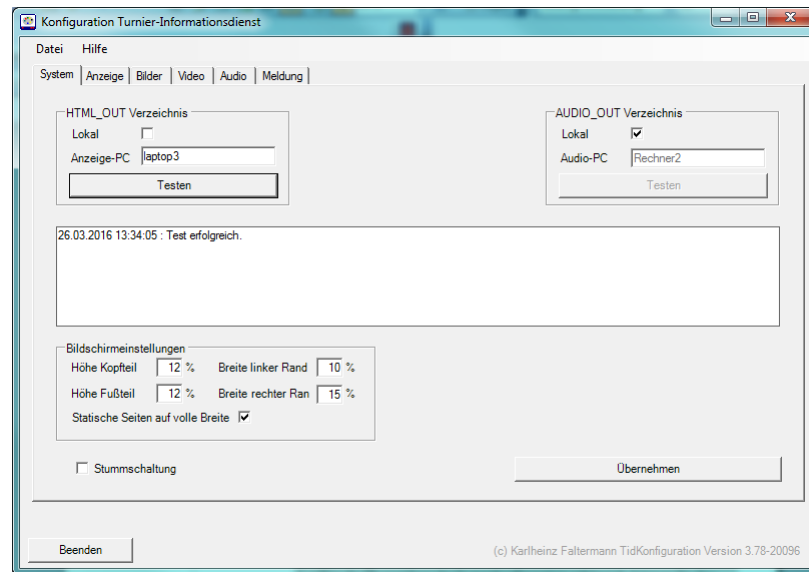 Konfiguration Turnier-Informationsdienst
Datei Hilfe
System Anzeige Bilder Video Audio Meldung
HTML_OUT Verzeichnis
Lokal
Anzeige-PC laptop3
Testen
AUDIO_OUT Verzeichnis
Lokal
Audio-PC Rechner2
Testen
26.03.2016 13:34:05 : Test erfolgreich.
Bildschirmeinstellungen
Höhe Kopfteil 12 % Breite linker Rand 10 %
Höhe Fußteil 12 % Breite rechter Ran 15 %
Statische Seiten auf volle Breite
Stummschaltung
Übernehmen
Beenden
(c) Karlheinz Faltermann TidKonfiguration Version 3.78-20096